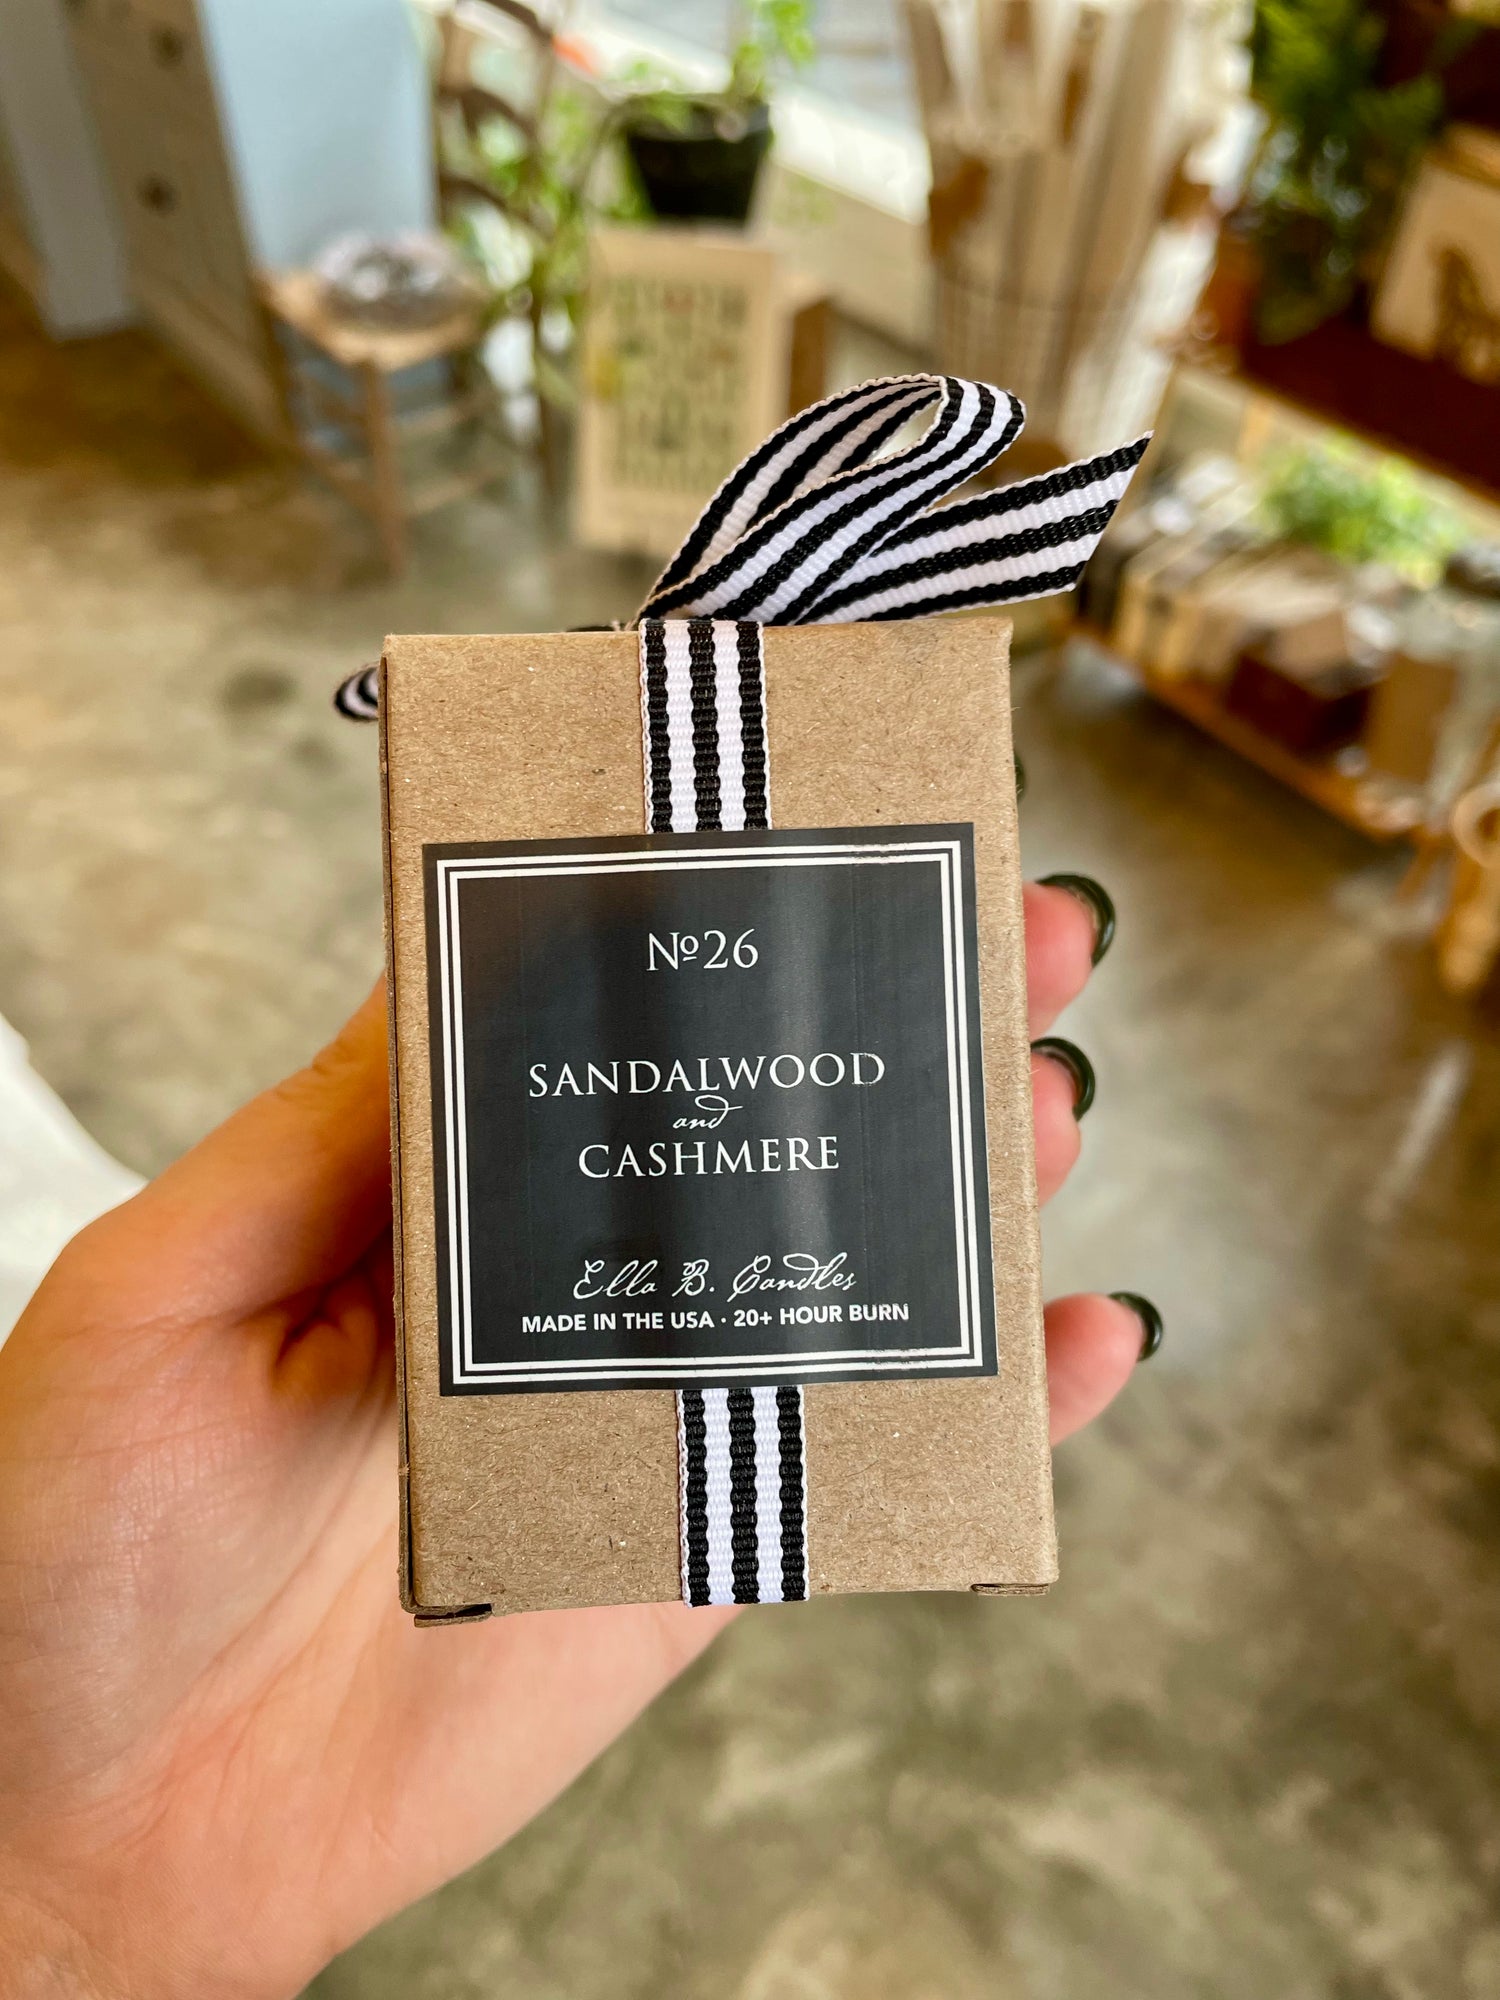 №26
SANDALWOOD
and
CASHMERE
Ella B. Candles
MADE IN THE USA · 20+ HOUR BURN